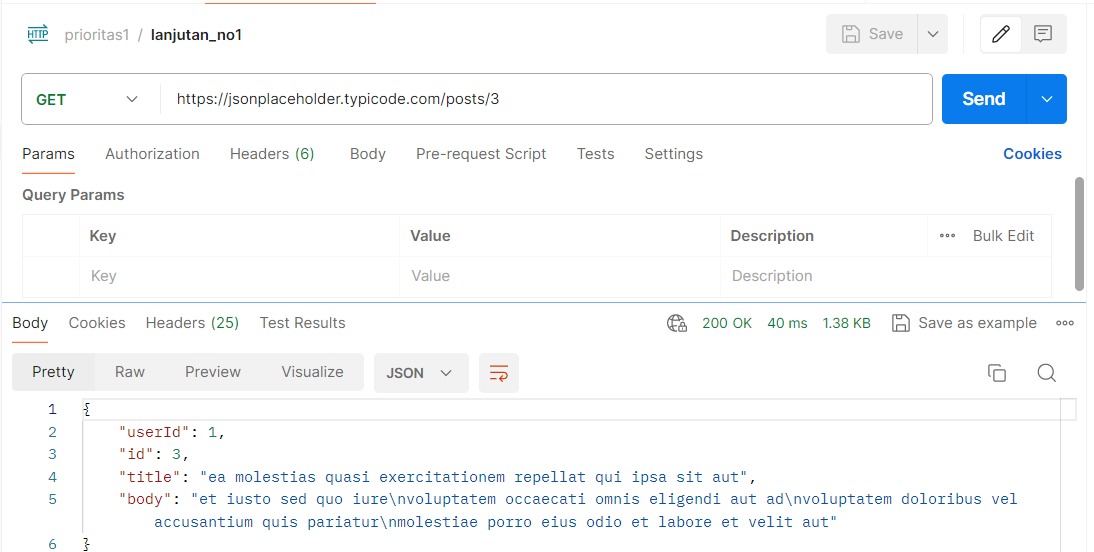 HTTP prioritas1 / lanjutan_no1 Save
GET https://jsonplaceholder.typicode.com/posts/3 Send
Params Authorization Headers (6) Body Pre-request Script Tests Settings Cookies
Query Params
Key Value Description Bulk Edit
Key Value Description
Body Cookies Headers (25) Test Results 200 OK 40 ms 1.38 KB Save as example
Pretty Raw Preview Visualize JSON
1 {
2 "userId": 1,
3 "id": 3,
4 "title": "ea molestias quasi exercitationem repellat qui ipsa sit aut",
5 "body": "et iusto sed quo iure\nvoluptatem occaecati omnis eligendi aut ad\nvoluptatem doloribus vel
accusantium quis pariatur\nmolestiae porro eius odio et labore et velit aut"
6 }